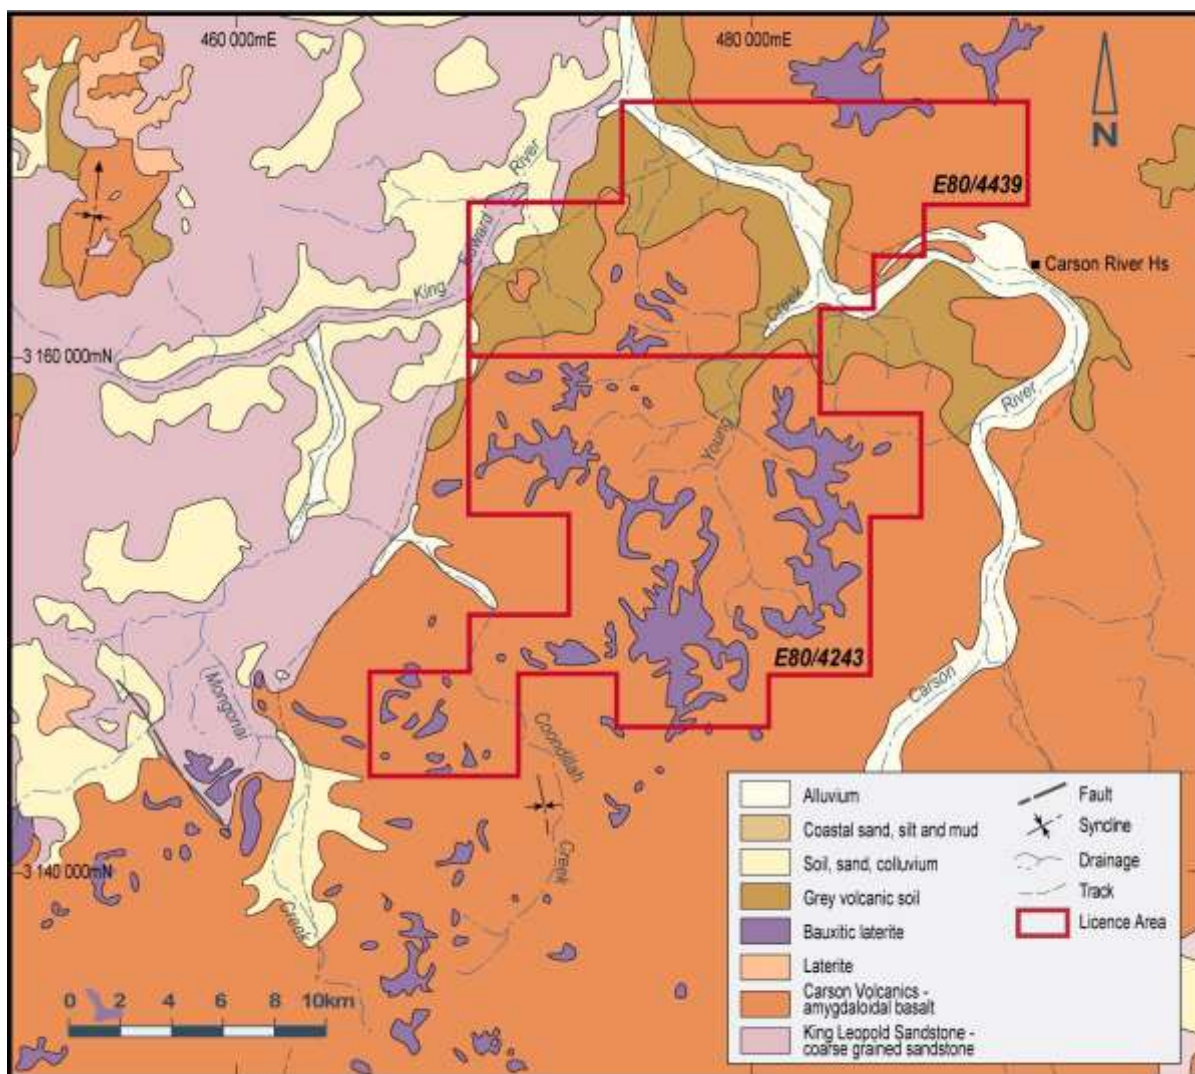 460 000mE
480 000mE
N
River
E80/4439
Edward
King
Creek
Carson River Hs
3 160 000mN
River
Young
E80/4243
Carson
Mongonai
Coondillah
Creek
3 140 000mN
Creek
0 2 4 6 8 10km
Alluvium
Coastal sand, silt and mud
Soil, sand, colluvium
Grey volcanic soil
Bauxitic laterite
Laterite
Carson Volcanics -
amygdaloidal basalt
King Leopold Sandstone -
coarse grained sandstone
Fault
Syncline
Drainage
Track
Licence Area